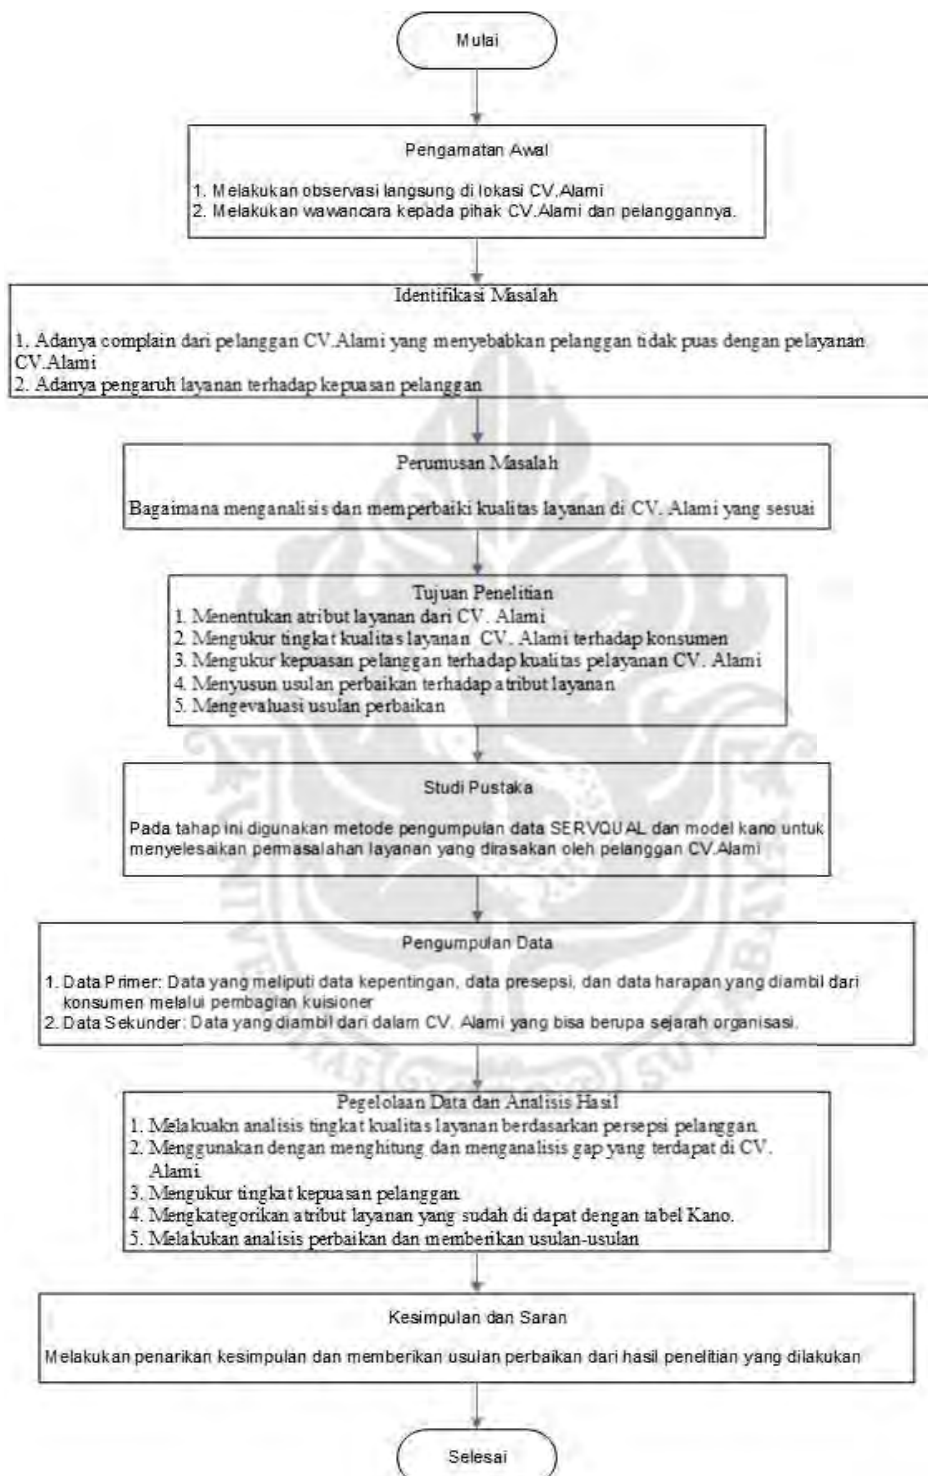 Mulai
Pengamatan Awal
1. Melakukan observasi langsung di lokasi CV.Alami
2. Melakukan wawancara kepada pihak CV.Alami dan pelanggannya.
Identifikasi Masalah
1. Adanya complain dari pelanggan CV.Alami yang menyebabkan pelanggan tidak puas dengan pelayanan
CV.Alami
2. Adanya pengaruh layanan terhadap kepuasan pelanggan
Perumusan Masalah
Bagaimana menganalisis dan memperbaiki kualitas layanan di CV. Alami yang sesuai
Tujuan Penelitian
1. Menentukan atribut layanan dari CV. Alami
2. Mengukur tingkat kualitas layanan CV. Alami terhadap konsumen
3. Mengukur kepuasan pelanggan terhadap kualitas pelayanan CV. Alami
4. Menyusun usulan perbaikan terhadap atribut layanan
5. Mengevaluasi usulan perbaikan
Studi Pustaka
Pada tahap ini digunakan metode pengumpulan data SERVQUAL dan model kano untuk
menyelesaikan permasalahan layanan yang dirasakan oleh pelanggan CV.Alami
Pengumpulan Data
1. Data Primer: Data yang meliputi data kepentingan, data presepsi, dan data harapan yang diambil dari
konsumen melalui pembagian kuisioner
2. Data Sekunder: Data yang diambil dari dalam CV. Alami yang bisa berupa sejarah organisasi.
Pegelolaan Data dan Analisis Hasil
1. Melakuakn analisis tingkat kualitas layanan berdasarkan persepsi pelanggan.
2. Menggunakan dengan menghitung dan menganalisis gap yang terdapat di CV.
Alami.
3. Mengukur tingkat kepuasan pelanggan.
4. Mengkategorikan atribut layanan yang sudah di dapat dengan tabel Kano.
5. Melakukan analisis perbaikan dan memberikan usulan-usulan
Kesimpulan dan Saran
Melakukan penarikan kesimpulan dan memberikan usulan perbaikan dari hasil penelitian yang dilakukan
Selesai